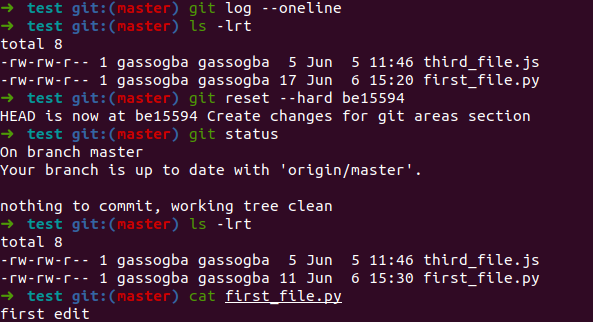 ➜ test git:(master) git log --oneline
➜ test git:(master) ls -lrt
total 8
-rw-rw-r-- 1 gassogba gassogba  5 Jun  5 11:46 third_file.js
-rw-rw-r-- 1 gassogba gassogba 17 Jun  6 15:20 first_file.py
➜ test git:(master) git reset --hard be15594
HEAD is now at be15594 Create changes for git areas section
➜ test git:(master) git status
On branch master
Your branch is up to date with 'origin/master'.

nothing to commit, working tree clean
➜ test git:(master) ls -lrt
total 8
-rw-rw-r-- 1 gassogba gassogba  5 Jun  5 11:46 third_file.js
-rw-rw-r-- 1 gassogba gassogba 11 Jun  6 15:30 first_file.py
➜ test git:(master) cat first_file.py
first edit